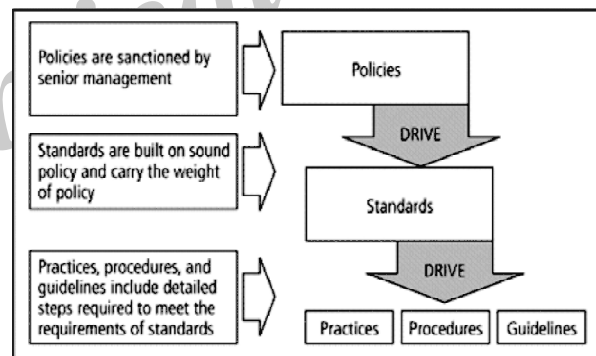 Policies are sanctioned by
senior management
Policies
DRIVE
Standards are built on sound
policy and carry the weight
of policy
Standards
DRIVE
Practices, procedures, and
guidelines include detailed
steps required to meet the
requirements of standards
Practices
Procedures
Guidelines